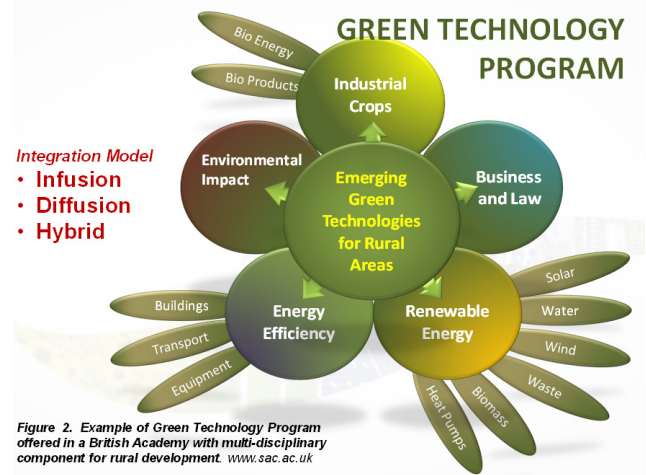 GREEN TECHNOLOGY
PROGRAM
Bio Energy
Bio Products
Industrial
Crops
Integration Model
• Infusion
• Diffusion
• Hybrid
Environmental
Impact
Emerging
Green
Technologies
for Rural
Areas
Business
and Law
Energy
Efficiency
Buildings
Transport
Equipment
Renewable
Energy
Solar
Water
Wind
Waste
Biomass
Heat Pumps
Figure 2. Example of Green Technology Program
offered in a British Academy with multi-disciplinary
component for rural development. www.sac.ac.uk